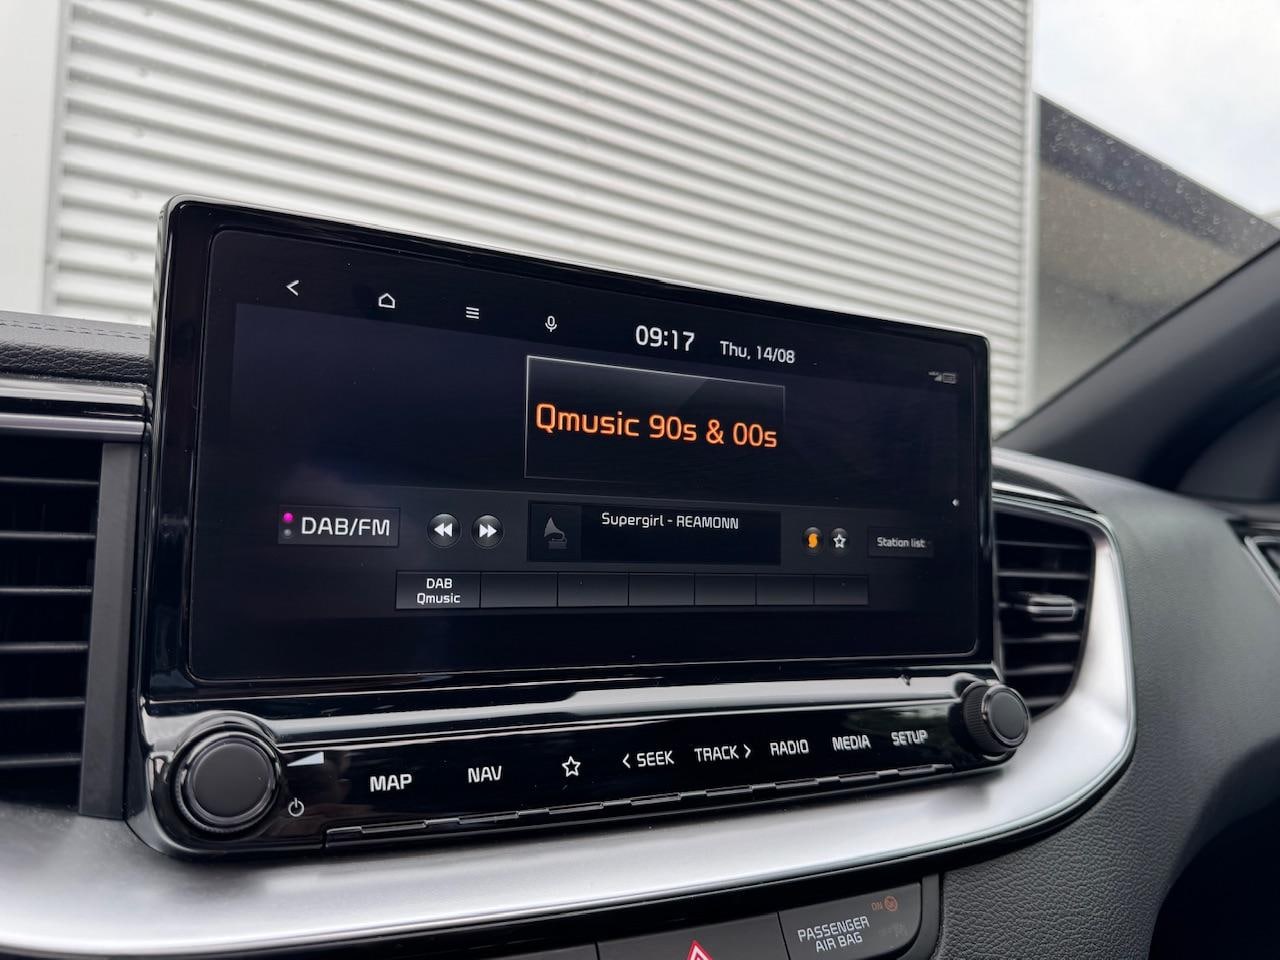 09:17 Thu, 14/08
Qmusic 90s & 00s
DAB/FM
Supergirl - REAMONN
Station list
DAB
Qmusic
MAP NAV < SEEK TRACK > RADIO MEDIA SETUP
PASSENGER
AIR BAG
ON